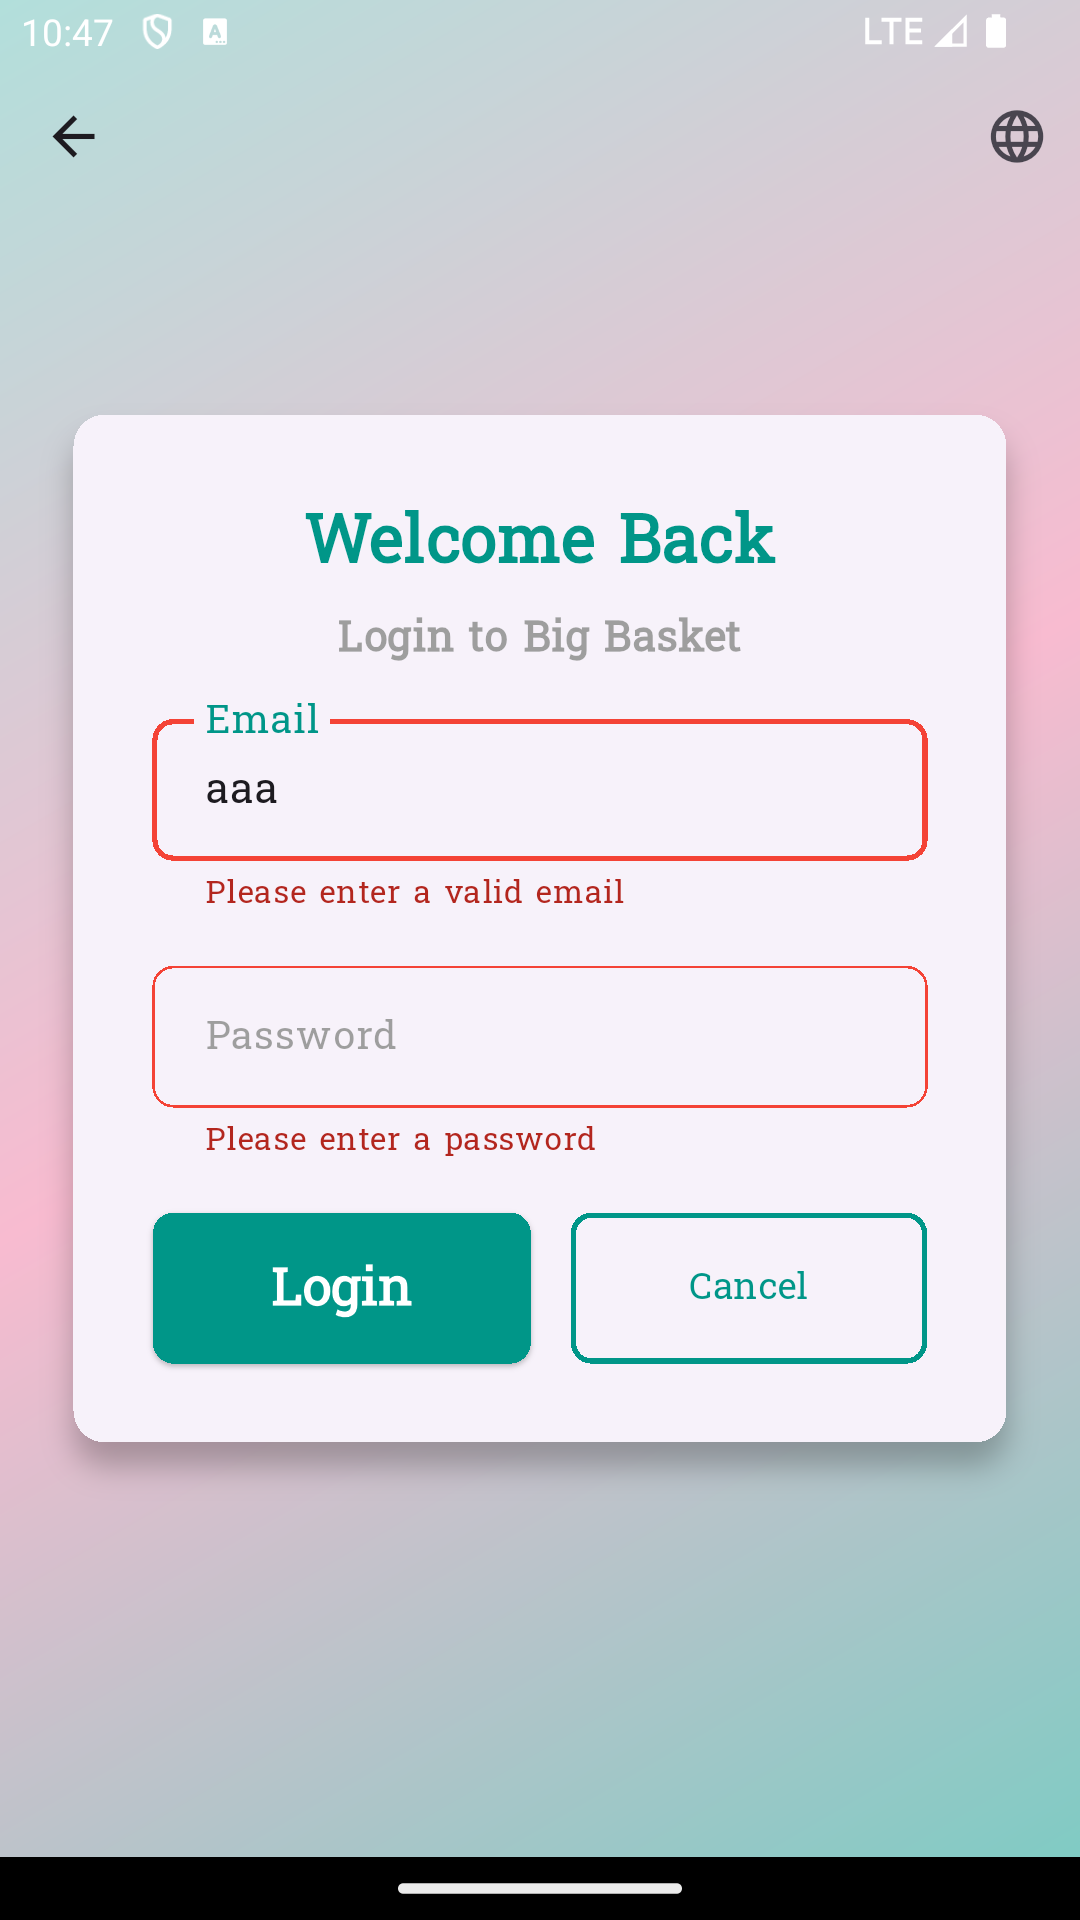 10:47
LTE
Welcome Back
Login to Big Basket
Email
aaa
Please enter a valid email
Password
Please enter a password
Login
Cancel